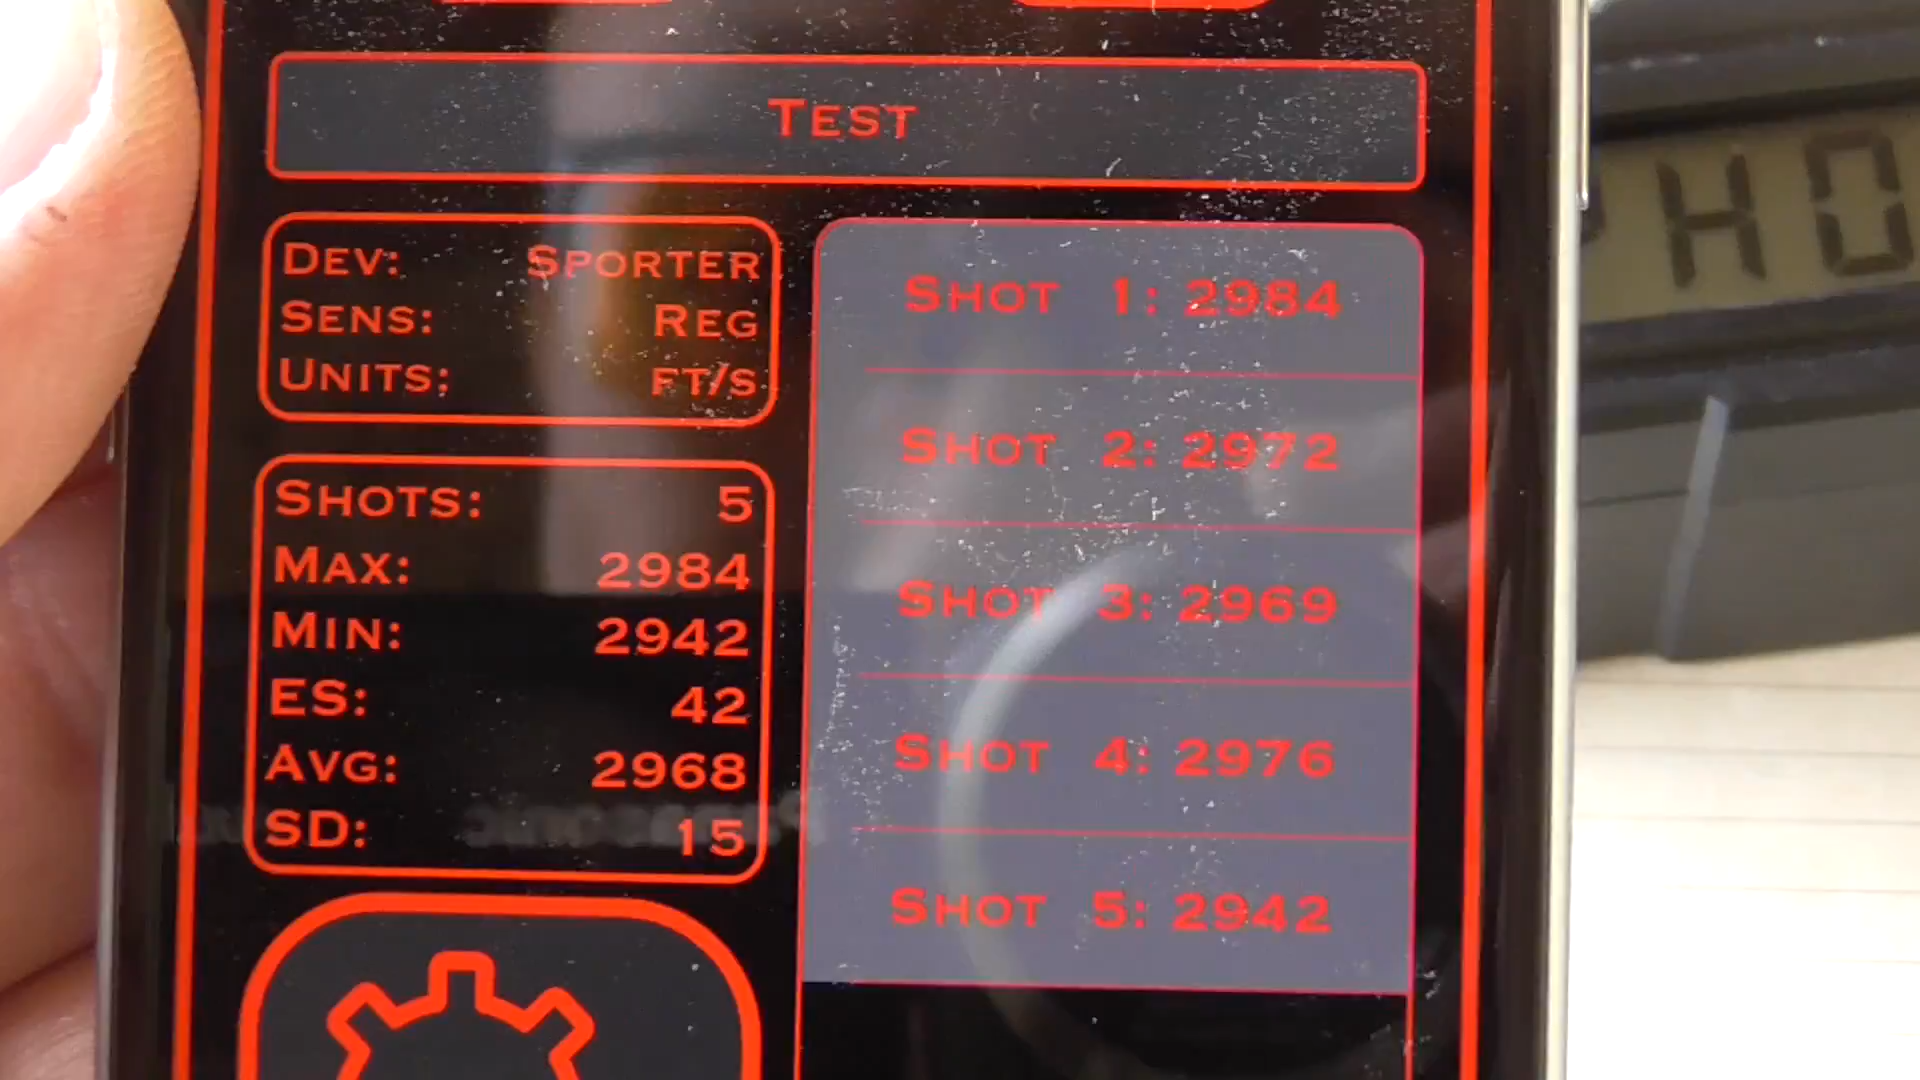 TEST
DEV: SPORTER
SENS: REG
UNITS: FT/S
SHOTS: 5
MAX: 2984
MIN: 2942
ES: 42
AVG: 2968
SD: 15
SHOT 1: 2984
SHOT 2: 2972
SHOT 3: 2969
SHOT 4: 2976
SHOT 5: 2942